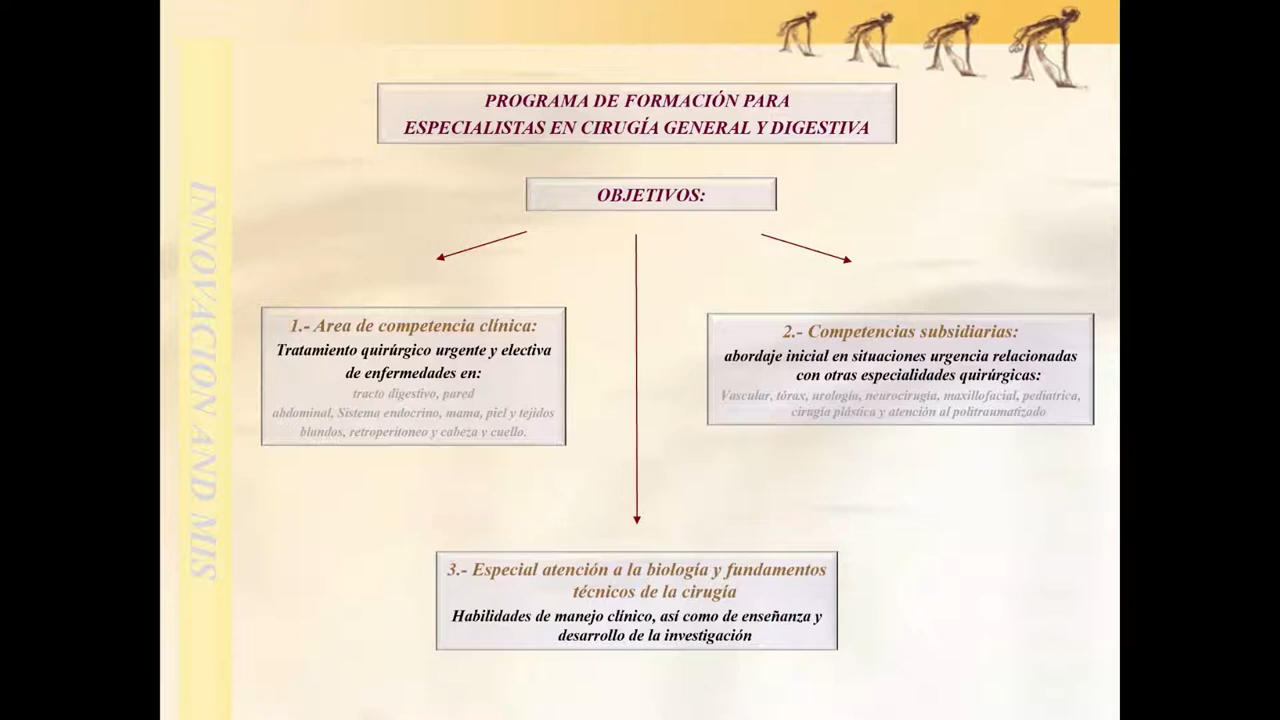 PROGRAMA DE FORMACIÓN PARA
ESPECIALISTAS EN CIRUGÍA GENERAL Y DIGESTIVA
OBJETIVOS:
1.- Area de competencia clínica:
Tratamiento quirúrgico urgente y electiva
de enfermedades en:
tracto digestivo, pared
abdominal, Sistema endocrino, mama, piel y tejidos
blundos, retroperitoneo y cabeza y cuello.
2.- Competencias subsidiarias:
abordaje inicial en situaciones urgencia relacionadas
con otras especialidades quirúrgicas:
Vascular, tórax, urología, neurocirugía, maxillofacial, pediatrica,
cirugía plástica y atención al politraumatizado
3.- Especial atención a la biología y fundamentos
técnicos de la cirugía
Habilidades de manejo clínico, así como de enseñanza y
desarrollo de la investigación
INNOVACION AND MIS